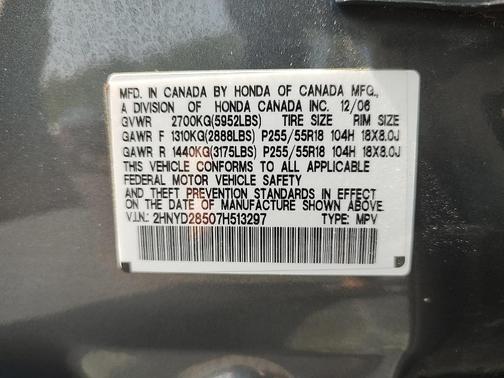 MFD. IN CANADA BY HONDA OF CANADA MFG.,
A DIVISION OF HONDA CANADA INC. 12/06
GVWR 2700KG(5952LBS) TIRE SIZE RIM SIZE
GAWR F 1310KG(2888LBS) P255/55R18 104H 18X8.0J
GAWR R 1440KG(3175LBS) P255/55R18 104H 18X8.0J
THIS VEHICLE CONFORMS TO ALL APPLICABLE
FEDERAL MOTOR VEHICLE SAFETY
AND THEFT PREVENTION STANDARDS IN EFFECT
ON THE DATE OF MANUFACTURE SHOWN ABOVE.
V.I.N.: 2HNYD28507H513297 TYPE: MPV